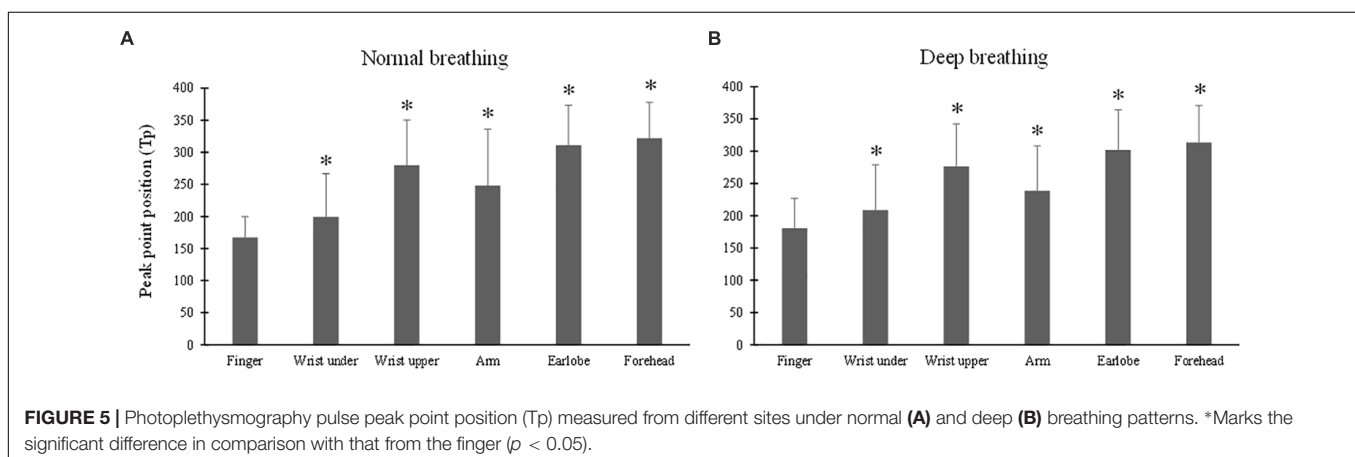 A
Normal breathing
Peak point position (Tp)
400
350
300
250
200
150
100
50
0
* * * * *
Finger Wrist under Wrist upper Arm Earlobe Forehead
B
Deep breathing
400
350
300
250
200
150
100
50
0
* * * * *
Finger Wrist under Wrist upper Arm Earlobe Forehead
FIGURE 5 | Photoplethysmography pulse peak point position (Tp) measured from different sites under normal (A) and deep (B) breathing patterns. *Marks the
significant difference in comparison with that from the finger (p < 0.05).